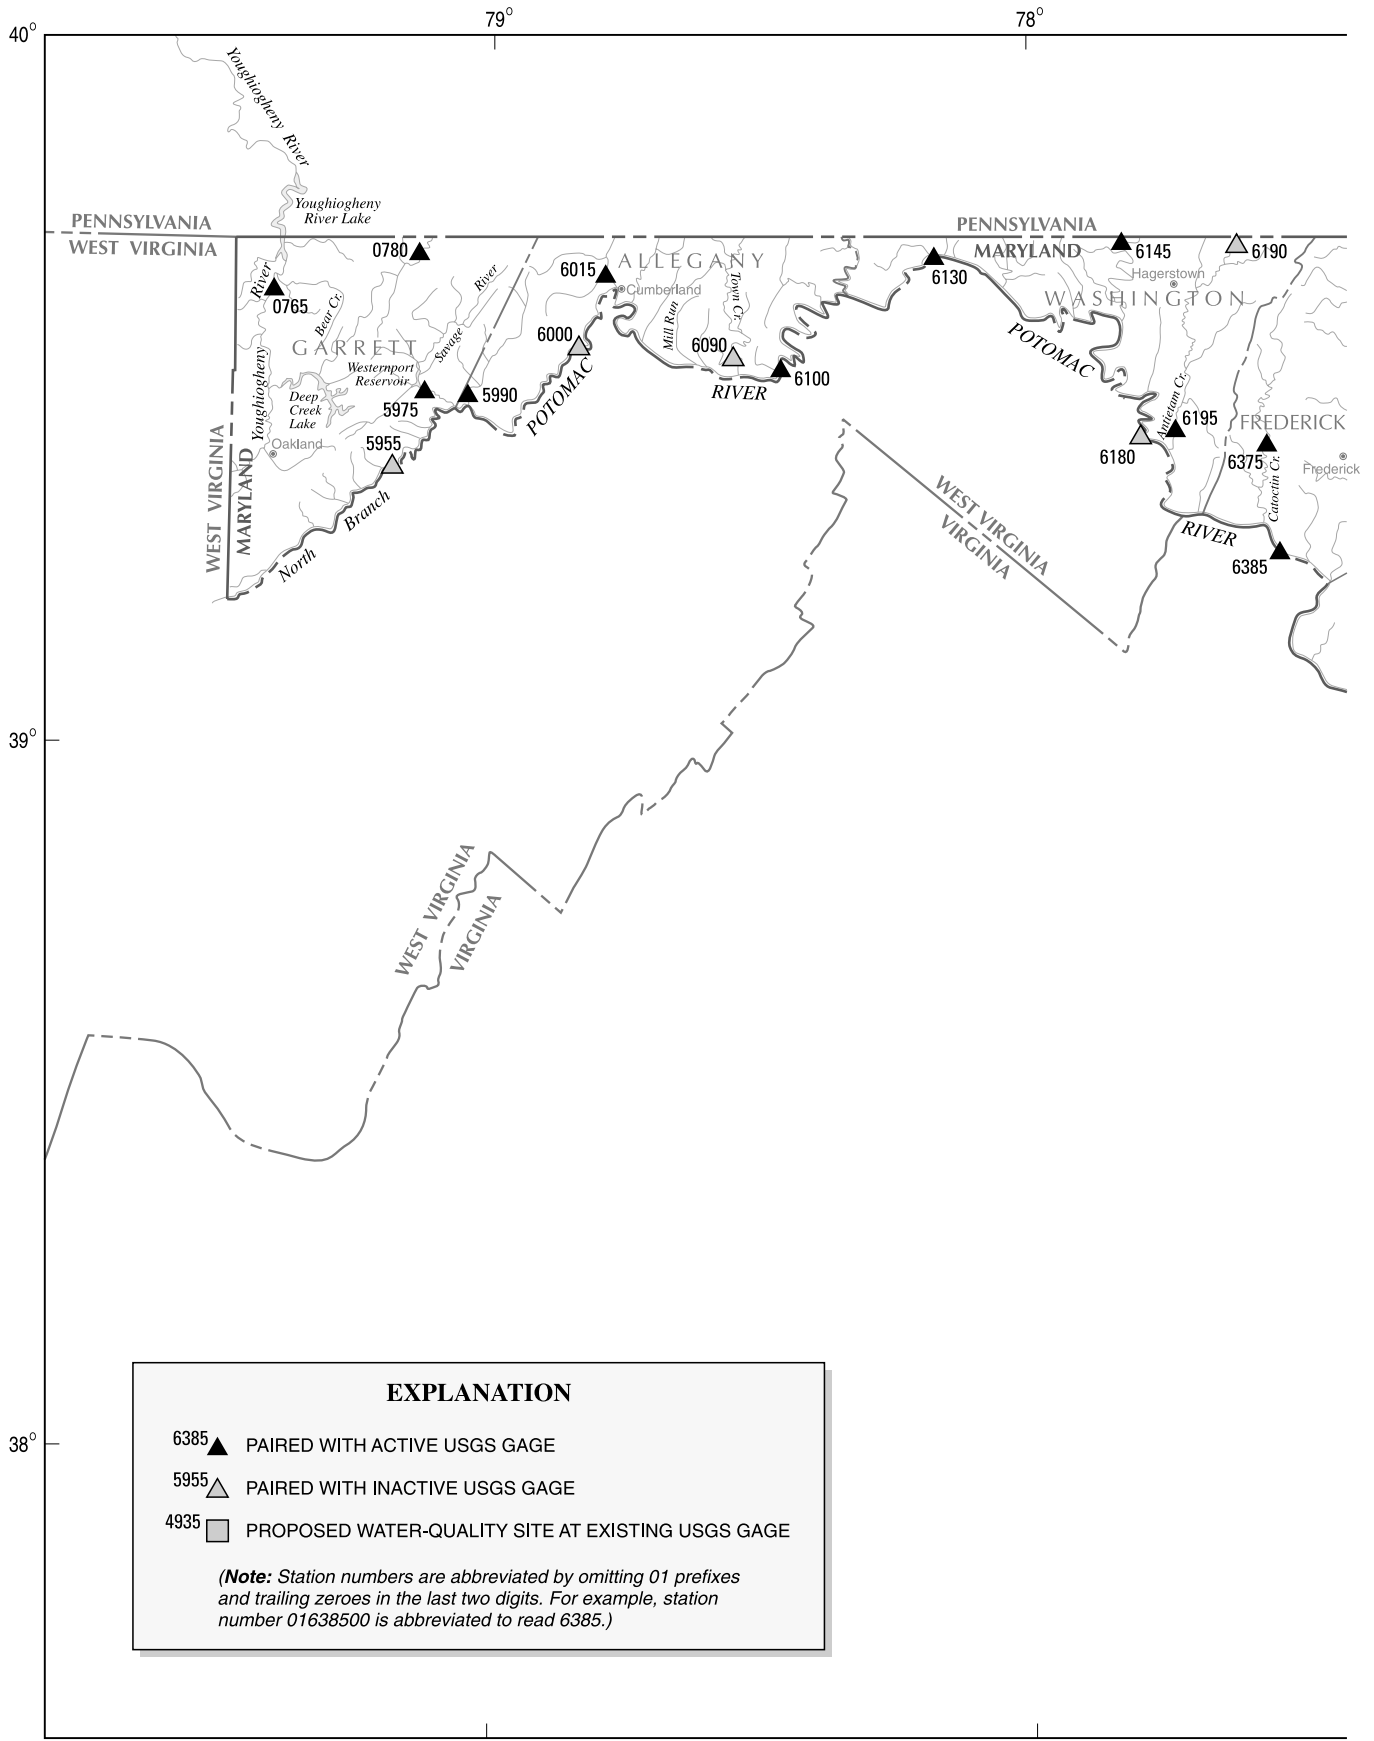 79°
78°
40°
Youghiogheny River
Youghiogheny
River Lake
PENNSYLVANIA
WEST VIRGINIA
PENNSYLVANIA
MARYLAND
0780
6015
ALLEGANY
6130
6145
6190
Hagerstown
WASHINGTON
River
0765
Bear Cr.
Savage
River
Cumberland
Mill Run
Town Cr.
6000
6090
6100
GARRETT
Westernport
Reservoir
Youghiogheny
Deep
Creek
Lake
5975
5990
POTOMAC
RIVER
POTOMAC
Antietam Cr.
6195
FREDERICK
6180
6375
Frederick
Catoctin Cr.
Oakland
5955
WEST VIRGINIA
MARYLAND
North
Branch
WEST VIRGINIA
VIRGINIA
RIVER
6385
39°
WEST VIRGINIA
VIRGINIA
38°
EXPLANATION
6385 PAIRED WITH ACTIVE USGS GAGE
5955 PAIRED WITH INACTIVE USGS GAGE
4935 PROPOSED WATER-QUALITY SITE AT EXISTING USGS GAGE
(Note: Station numbers are abbreviated by omitting 01 prefixes
and trailing zeroes in the last two digits. For example, station
number 01638500 is abbreviated to read 6385.)